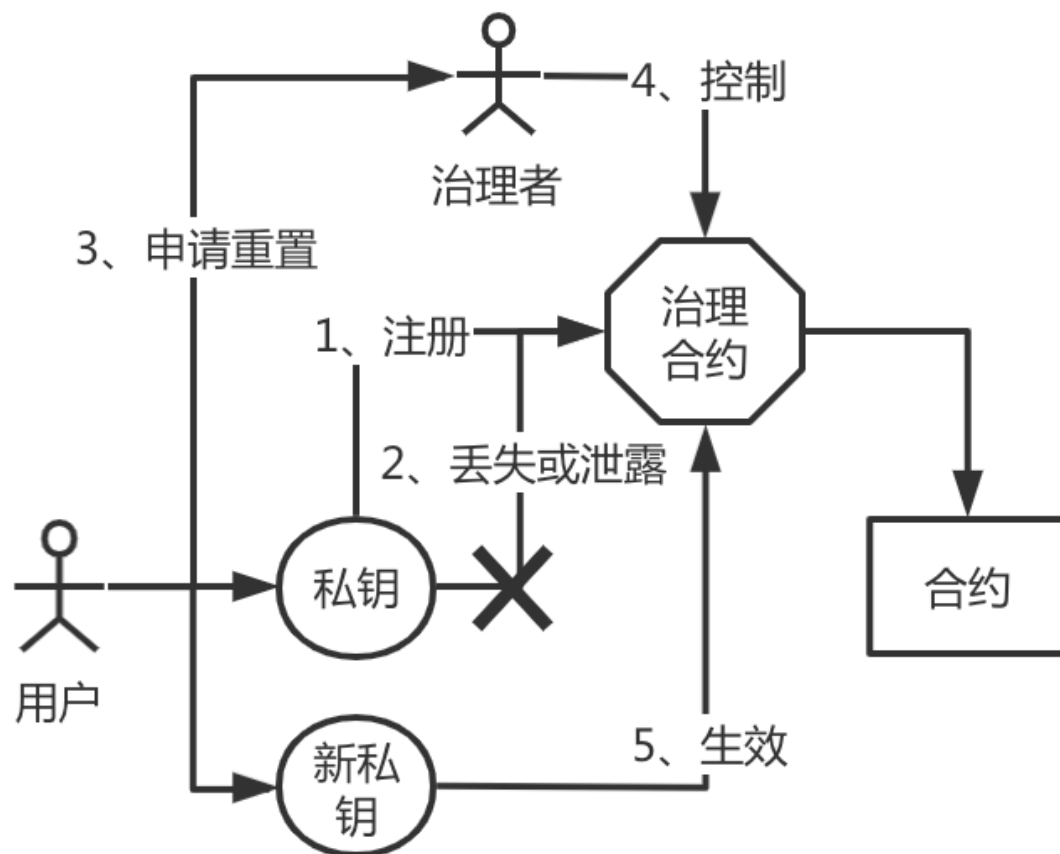 4、控制
治理者
3、申请重置
治理
合约
1、注册
2、丢失或泄露
私钥
合约
用户
5、生效
新私
钥